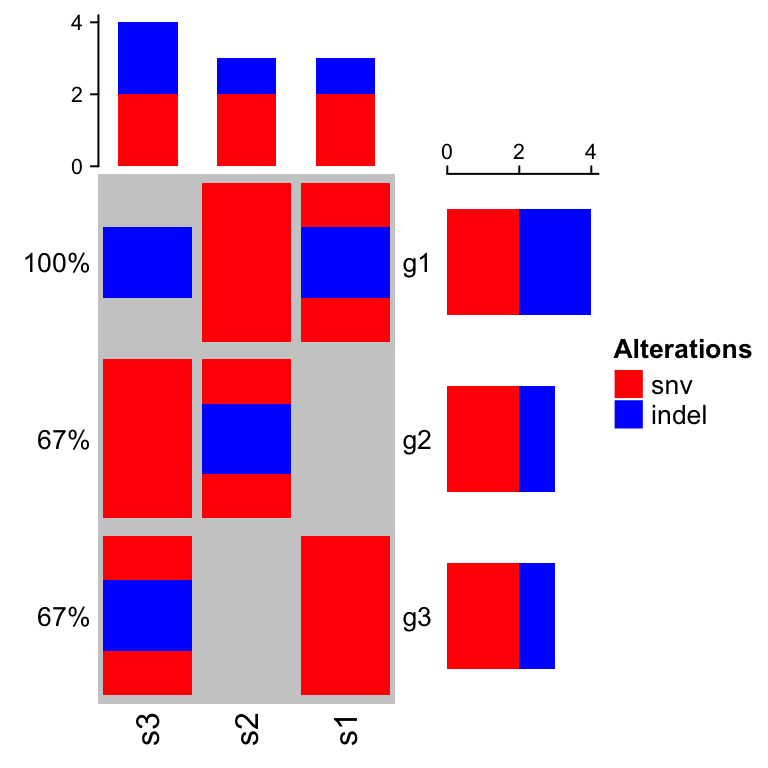 4
2
0
0 2 4
100% g1
Alterations
snv
indel
67% g2
67% g3
s3 s2 s1